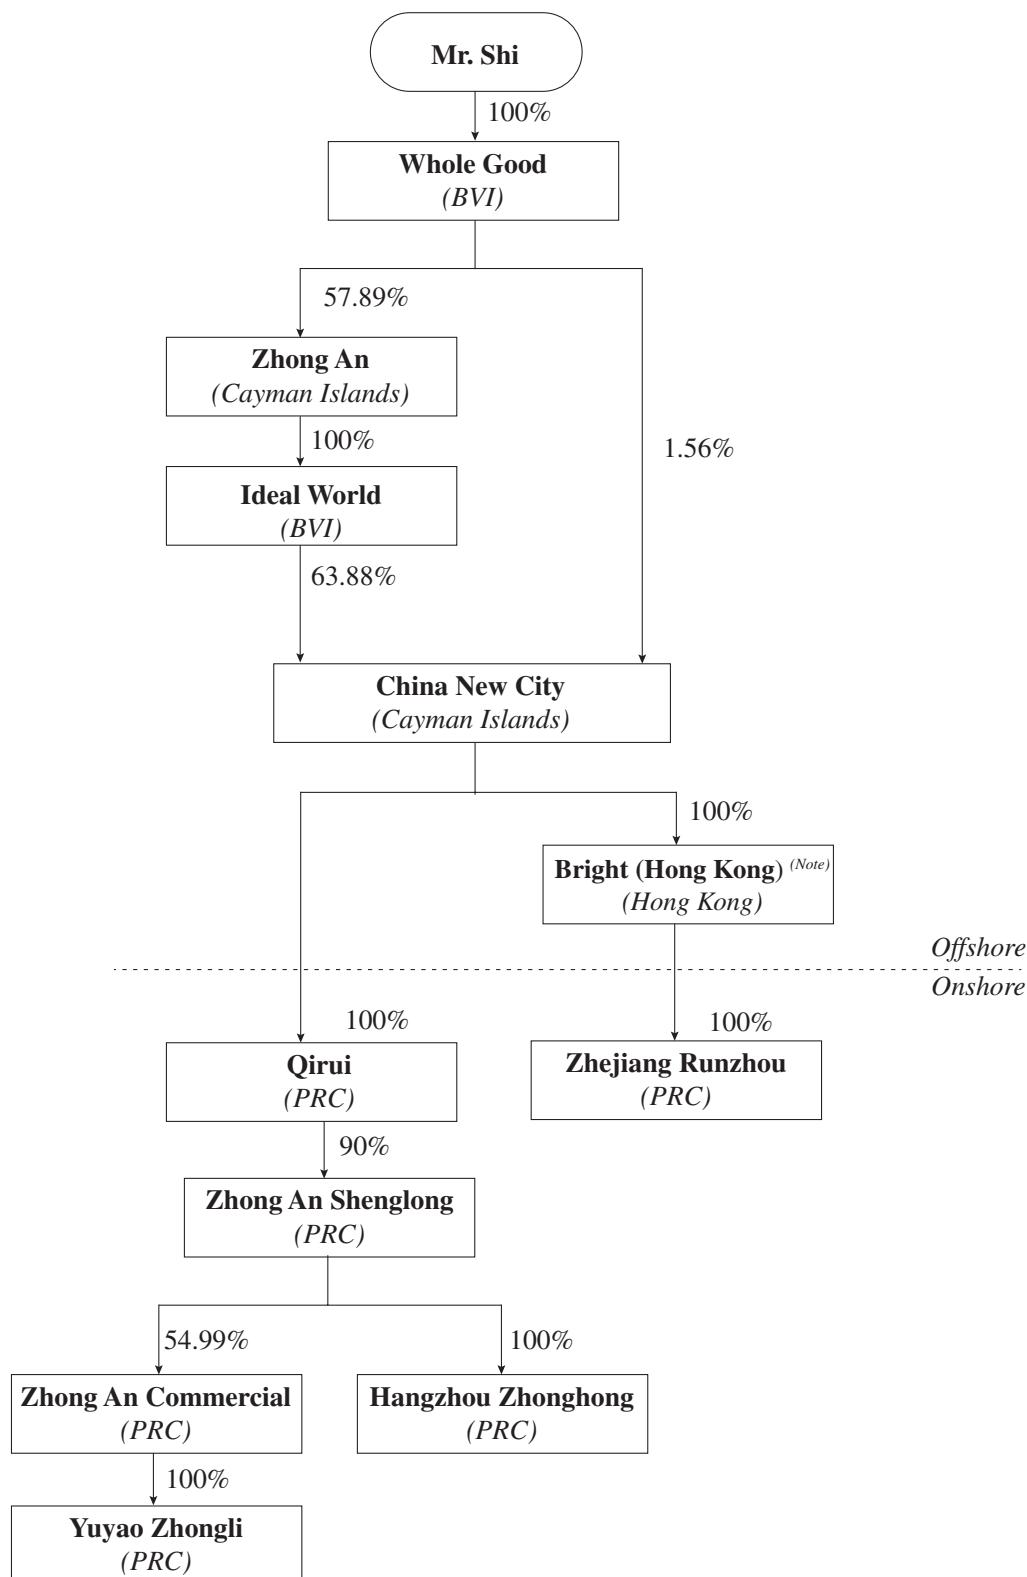 Mr. Shi
100%
Whole Good
(BVI)
57.89%
Zhong An
(Cayman Islands)
100%
1.56%
Ideal World
(BVI)
63.88%
China New City
(Cayman Islands)
100%
Bright (Hong Kong) (Note)
(Hong Kong)
Offshore
Onshore
100%
100%
Qirui
(PRC)
Zhejiang Runzhou
(PRC)
90%
Zhong An Shenglong
(PRC)
54.99%
100%
Zhong An Commercial
(PRC)
Hangzhou Zhonghong
(PRC)
100%
Yuyao Zhongli
(PRC)